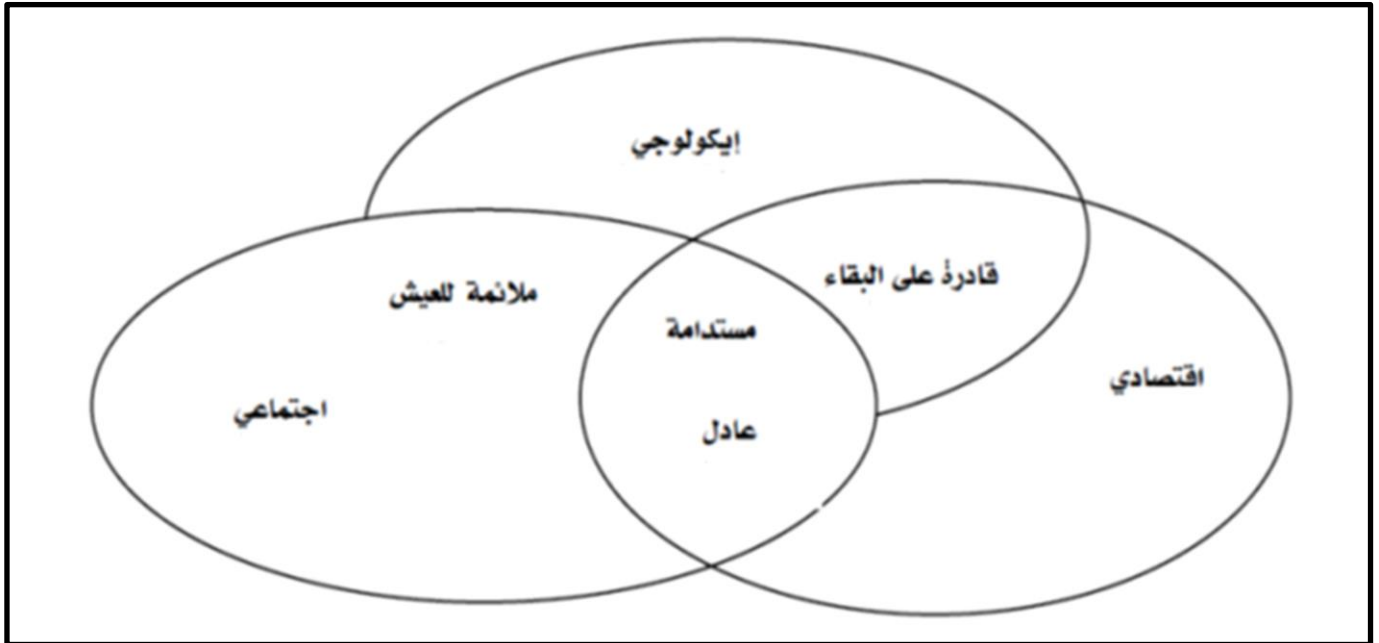 إيكولوجي
قادرة على البقاء
ملائمة للعيش
مستدامة
اقتصادي
اجتماعي
عادل